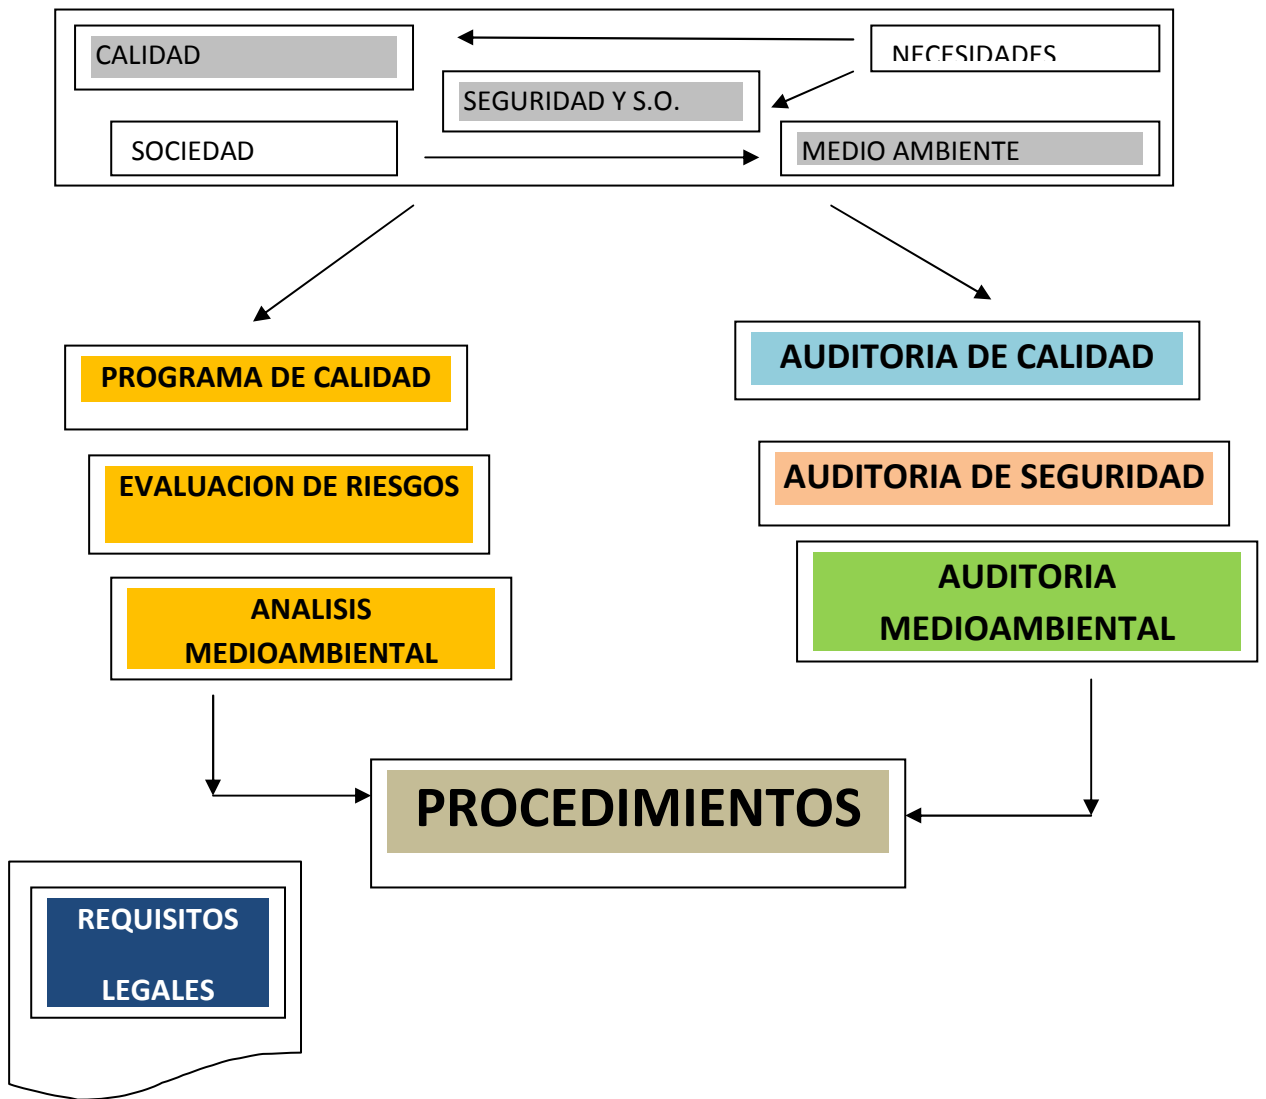 CALIDAD
NECESIDADES
SEGURIDAD Y S.O.
SOCIEDAD
MEDIO AMBIENTE
PROGRAMA DE CALIDAD
EVALUACION DE RIESGOS
ANALISIS
MEDIOAMBIENTAL
AUDITORIA DE CALIDAD
AUDITORIA DE SEGURIDAD
AUDITORIA
MEDIOAMBIENTAL
PROCEDIMIENTOS
REQUISITOS
LEGALES